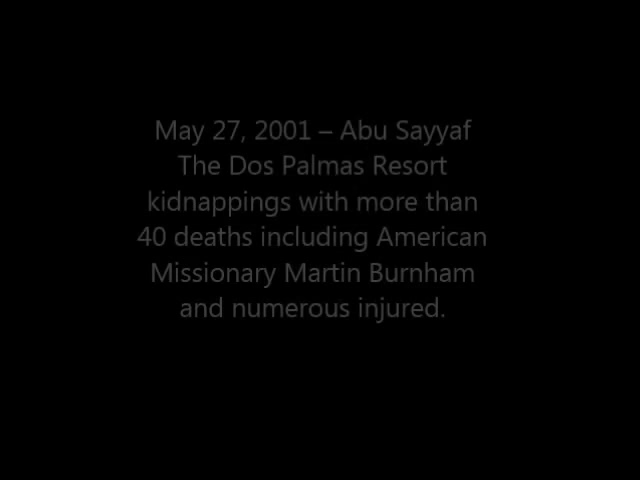 May 27, 2001 – Abu Sayyaf
The Dos Palmas Resort
kidnappings with more than
40 deaths including American
Missionary Martin Burnham
and numerous injured.